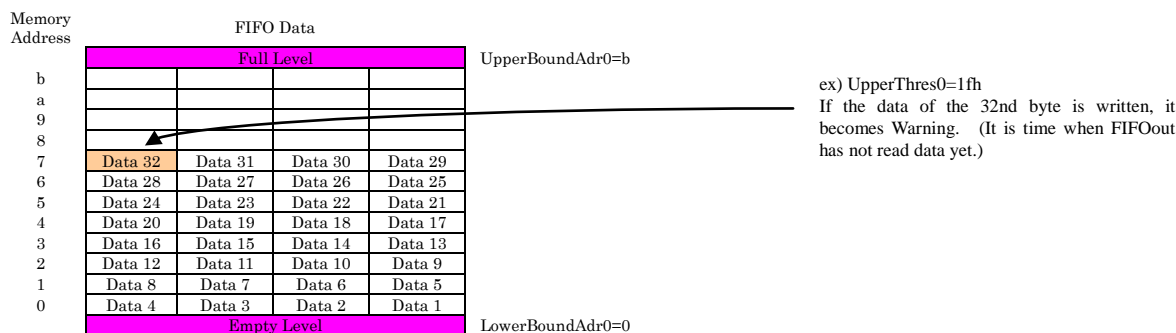 Memory
Address
FIFO Data
Full Level UpperBoundAdr0=b
b
a
9
8
7 Data 32 Data 31 Data 30 Data 29
6 Data 28 Data 27 Data 26 Data 25
5 Data 24 Data 23 Data 22 Data 21
4 Data 20 Data 19 Data 18 Data 17
3 Data 16 Data 15 Data 14 Data 13
2 Data 12 Data 11 Data 10 Data 9
1 Data 8 Data 7 Data 6 Data 5
0 Data 4 Data 3 Data 2 Data 1
Empty Level LowerBoundAdr0=0
ex) UpperThres0=1fh
If the data of the 32nd byte is written, it
becomes Warning. (It is time when FIFOout
has not read data yet.)